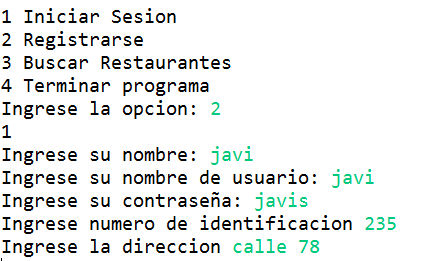 1 Iniciar Sesion
2 Registrarse
3 Buscar Restaurantes
4 Terminar programa
Ingrese la opcion: 2
1
Ingrese su nombre: javi
Ingrese su nombre de usuario: javi
Ingrese su contraseña: javis
Ingrese numero de identificacion 235
Ingrese la direccion calle 78